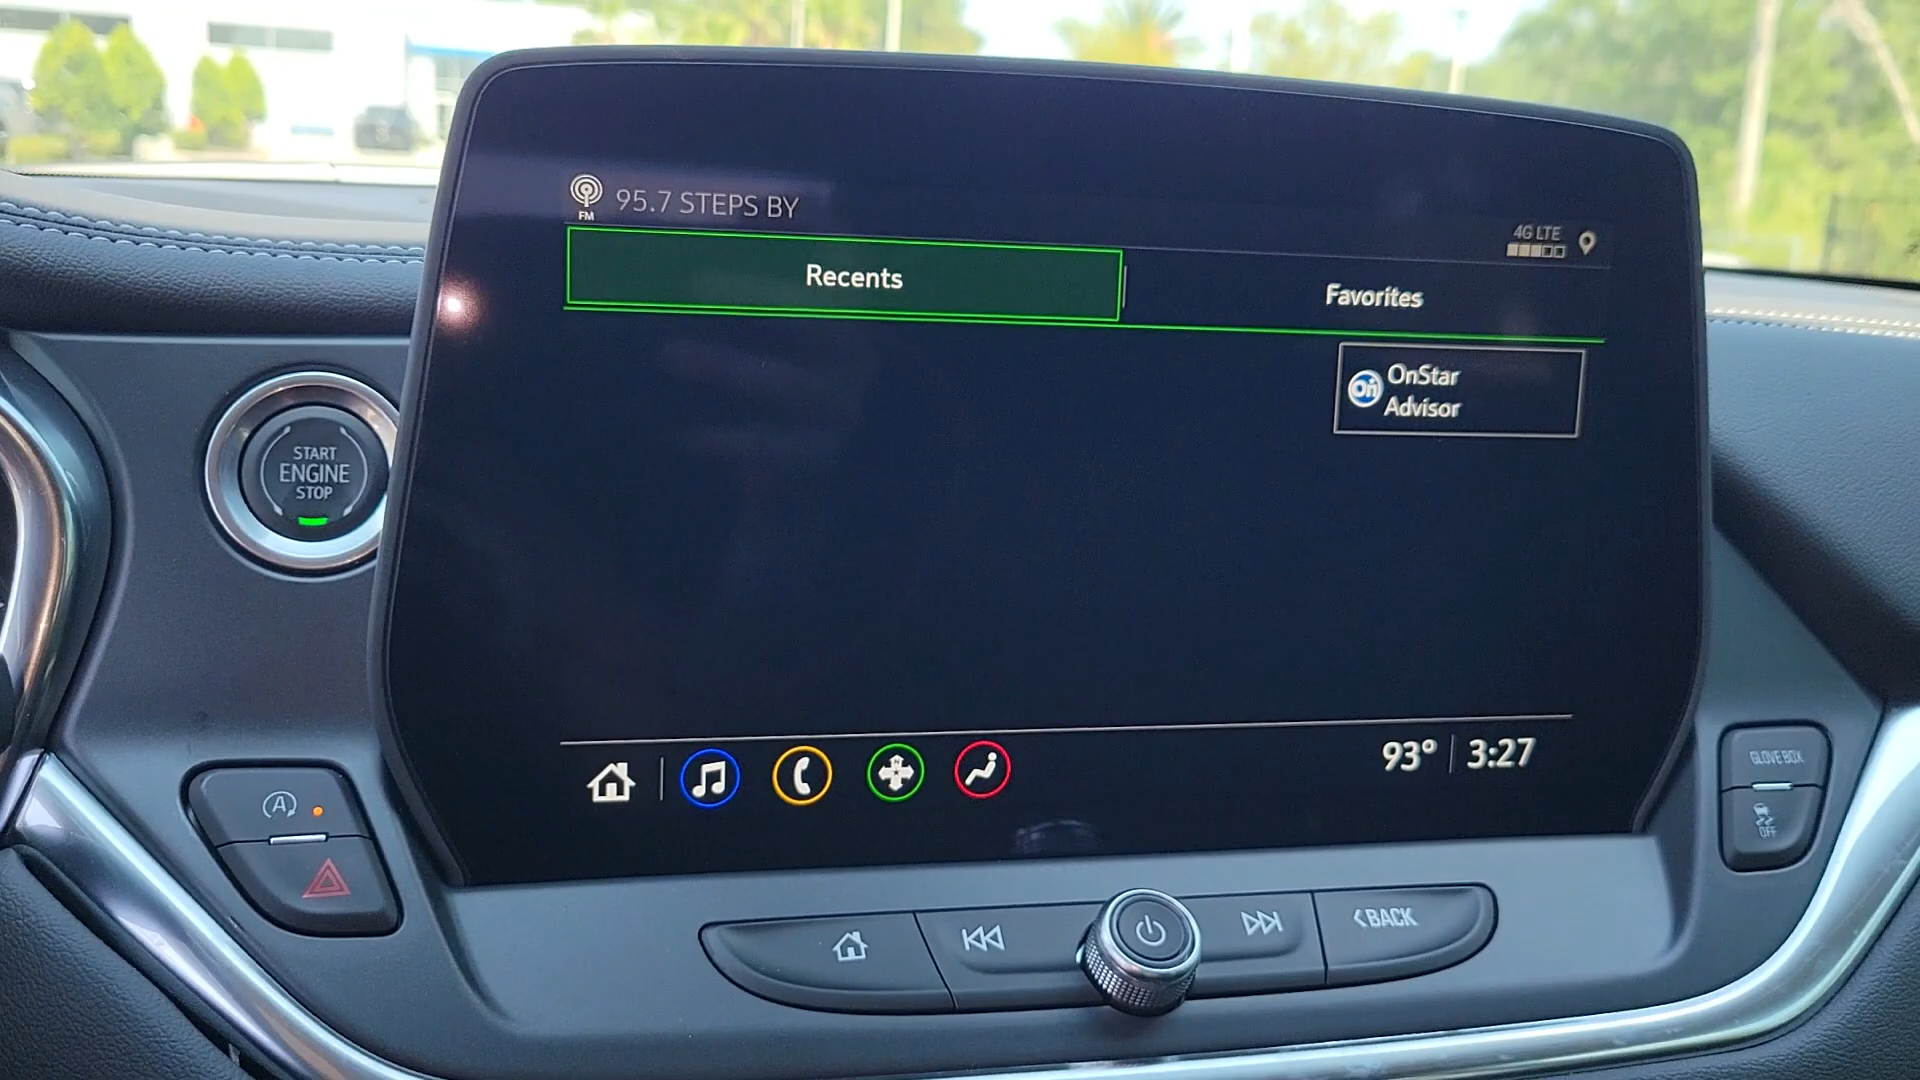 FM
95.7 STEPS BY
4G LTE
Recents
Favorites
On
OnStar
Advisor
START
ENGINE
STOP
93° 3:27
A
GLOVE BOX
OFF
<BACK